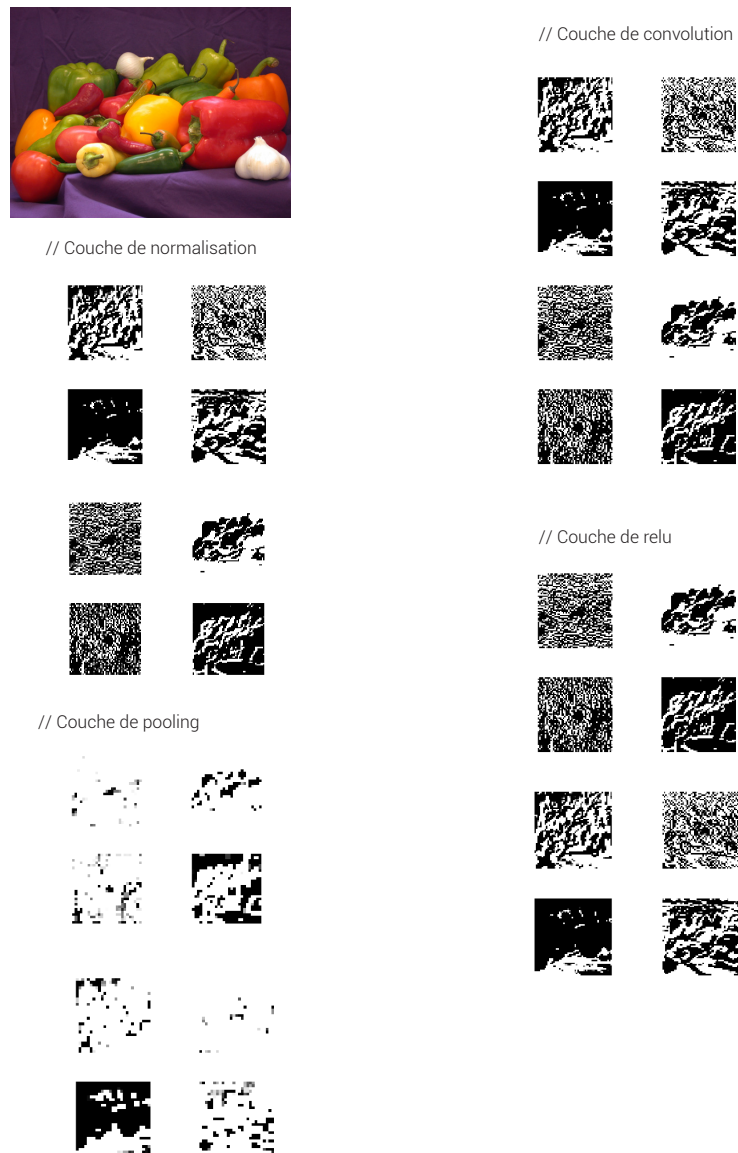 // Couche de convolution
// Couche de normalisation
// Couche de relu
// Couche de pooling